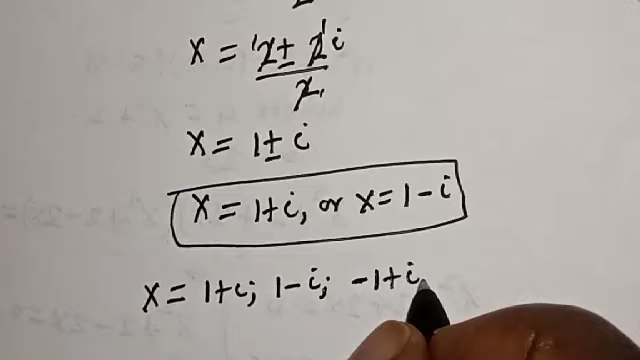 x = 2 ± 2i
2
x = 1 ± i
x = 1+i, or x = 1-i
x = 1+i; 1-i; -1+i